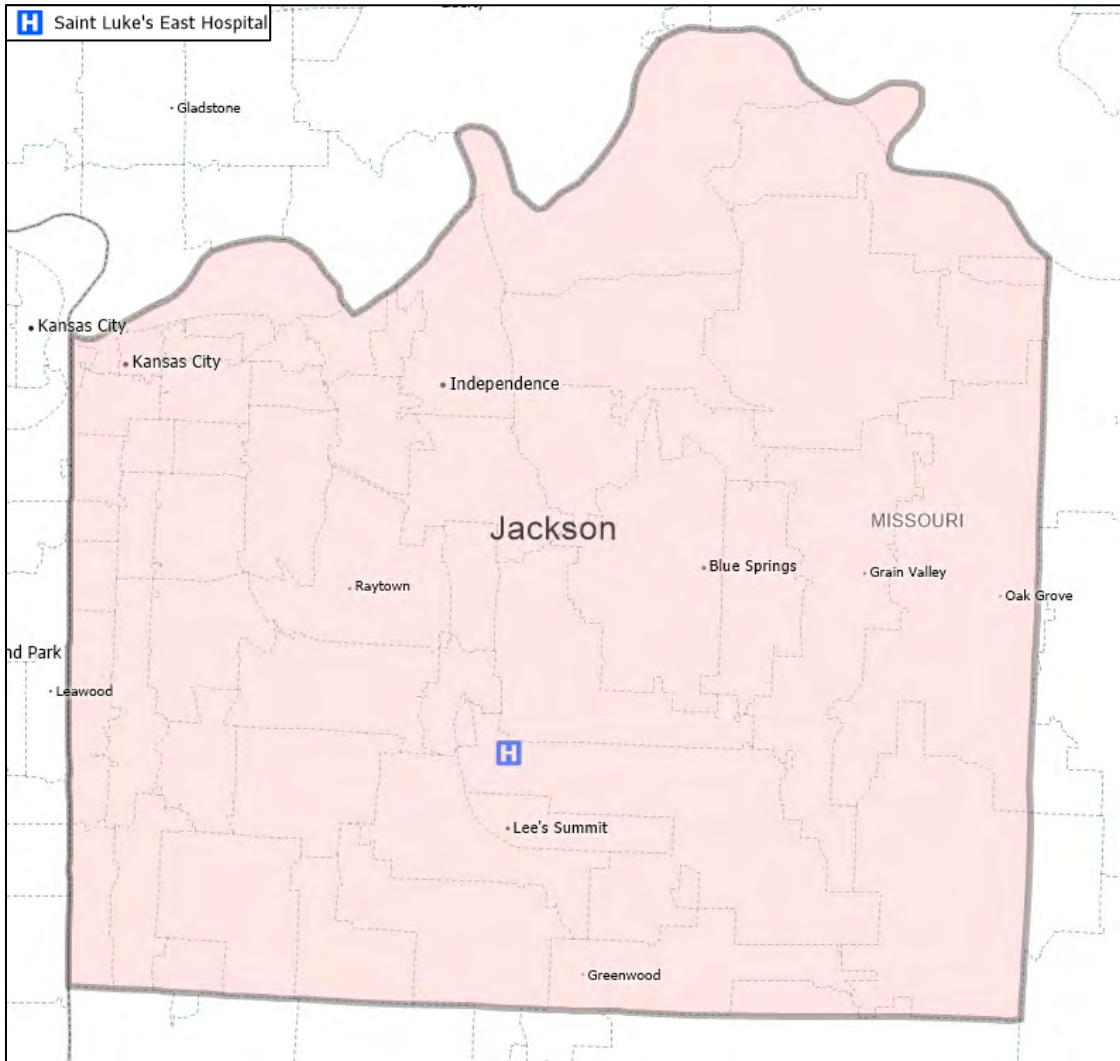 Saint Luke's East Hospital
Gladstone
Kansas City
Kansas City
Independence
Jackson
MISSOURI
Blue Springs
Grain Valley
Raytown
Oak Grove
nd Park
Leawood
H
Lee's Summit
Greenwood